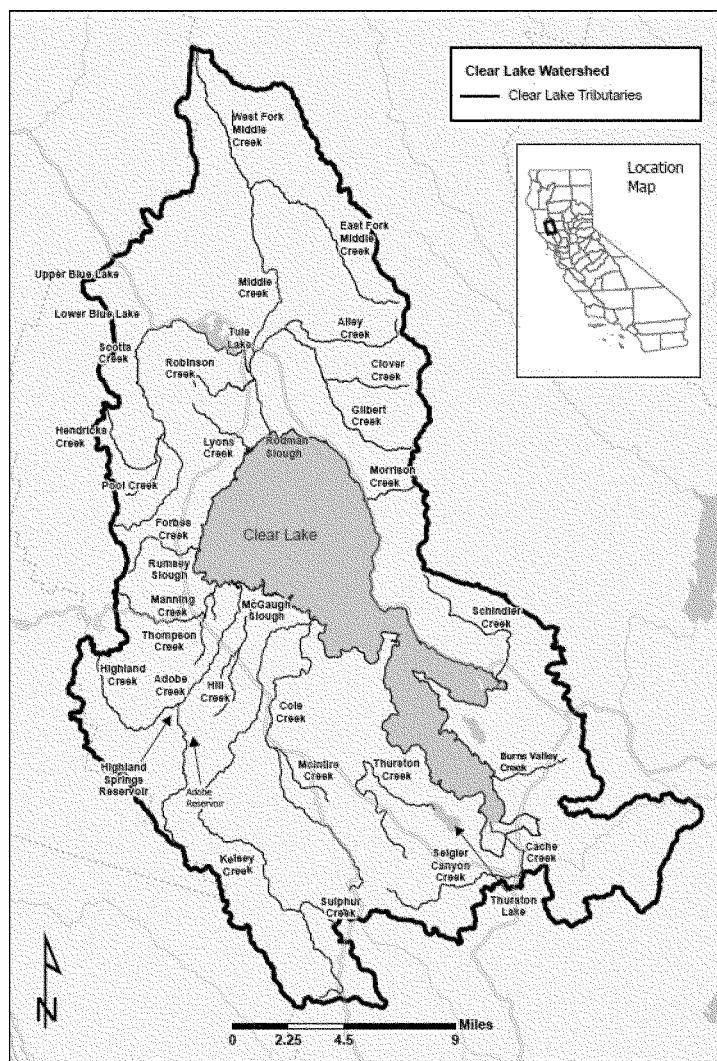 Clear Lake Watershed
Clear Lake Tributaries
Location
Map
West Fork
Middle
Creek
East Fork
Middle
Creek
Upper Blue Lake
Middle
Creek
Lower Blue Lake
Alley
Creek
Tule
Lake
Scotts
Creek
Robinson
Creek
Clover
Creek
Gilbert
Creek
Hendricks
Creek
Lyons
Creek
Rodman
Slough
Morrison
Creek
Pool Creek
Forbes
Creek
Clear Lake
Rumsey
Slough
Manning
Creek
McGaugh
Slough
Schindler
Creek
Thompson
Creek
Highland
Creek
Adobe
Creek
Hill
Creek
Cole
Creek
Highland
Springs
Reservoir
Adobe
Reservoir
McIntire
Creek
Thurston
Creek
Burns Valley
Creek
Kelsey
Creek
Seigler
Canyon
Creek
Cache
Creek
Sulphur
Creek
Thurston
Lake
N
Miles
0 2.25 4.5 9